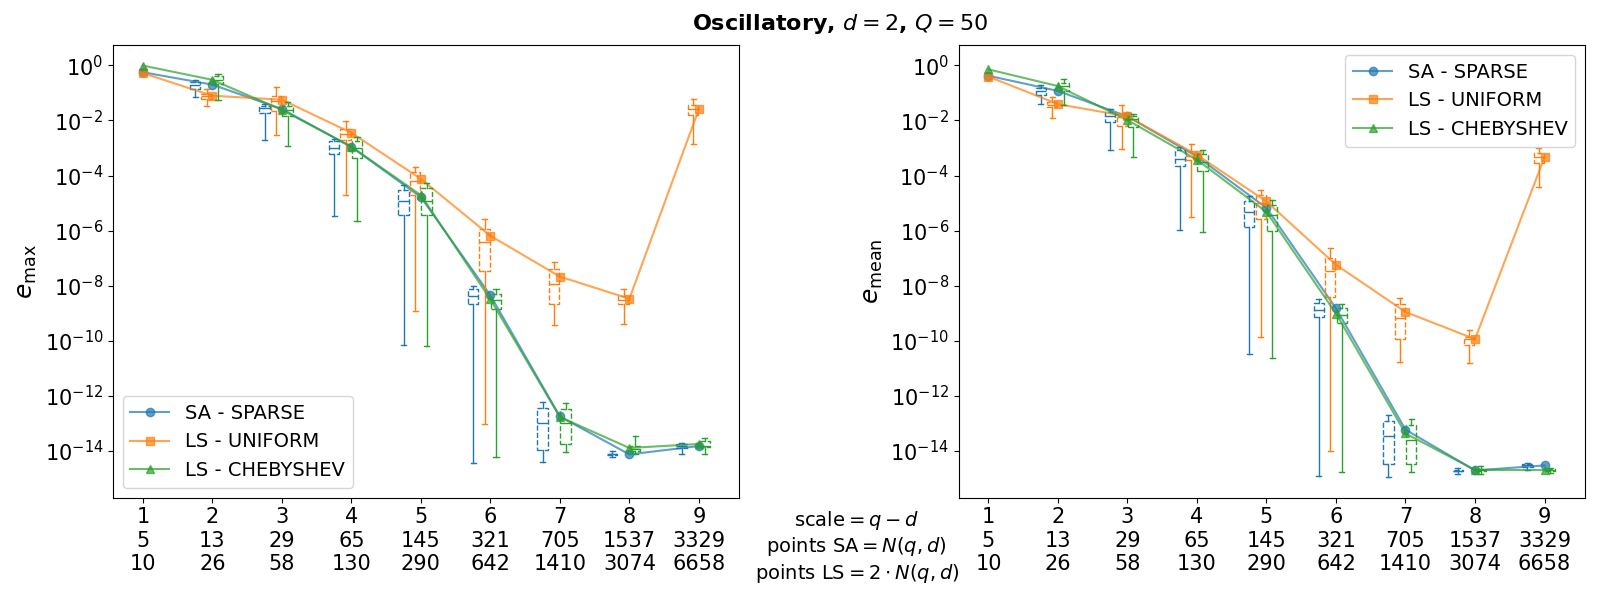 Oscillatory, d = 2, Q = 50
e_max
10^0
10^−2
10^−4
10^−6
10^−8
10^−10
10^−12
10^−14
SA - SPARSE
LS - UNIFORM
LS - CHEBYSHEV
1 2 3 4 5 6 7 8 9
5 13 29 65 145 321 705 1537 3329
10 26 58 130 290 642 1410 3074 6658
scale = q − d
points SA = N(q, d)
points LS = 2 · N(q, d)
e_mean
10^0
10^−2
10^−4
10^−6
10^−8
10^−10
10^−12
10^−14
SA - SPARSE
LS - UNIFORM
LS - CHEBYSHEV
1 2 3 4 5 6 7 8 9
5 13 29 65 145 321 705 1537 3329
10 26 58 130 290 642 1410 3074 6658